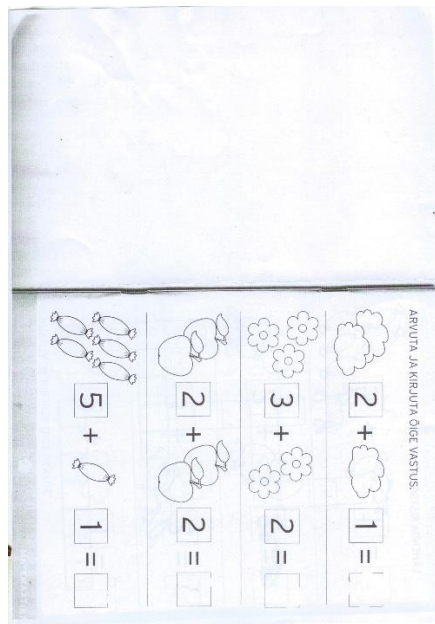 ARVUTA JA KIRJUTA ÕIGE VASTUS.
2 + 1 =
3 + 2 =
2 + 2 =
5 + 1 =